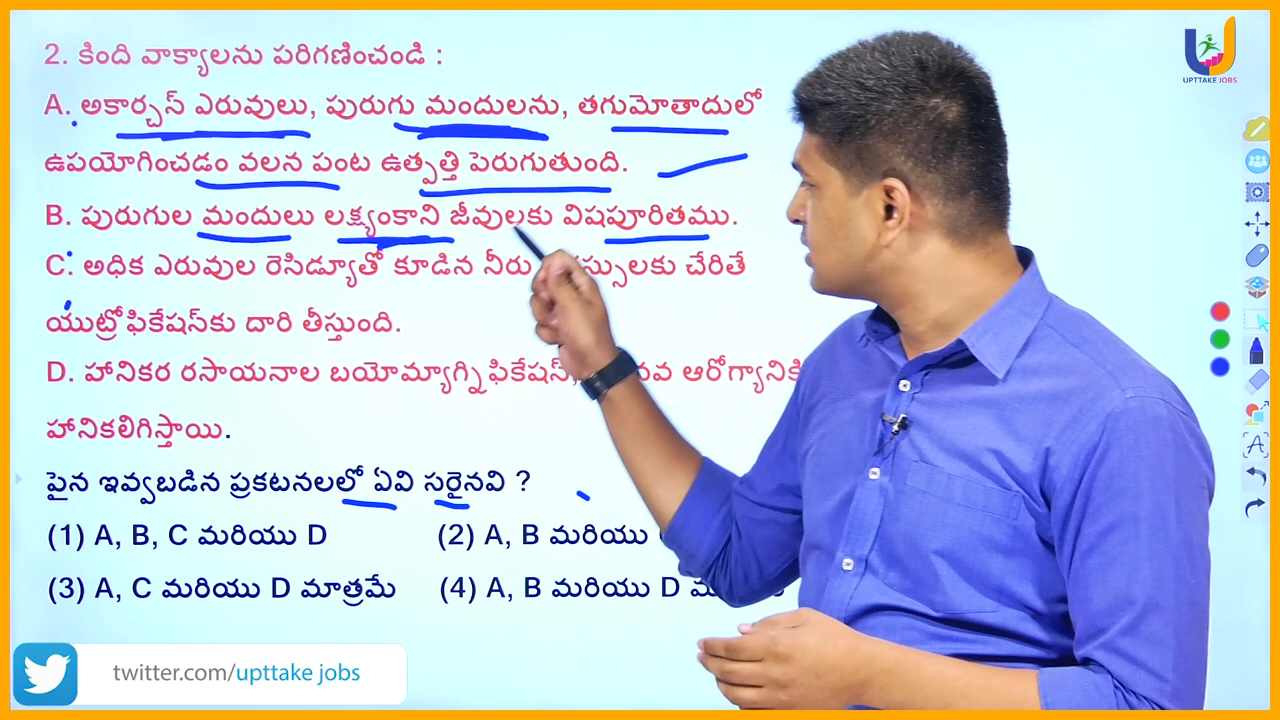 2. కింది వాక్యాలను పరిగణించండి :
A. అకార్చస్ ఎరువులు, పురుగు మందులను, తగుమోతాదులో
ఉపయోగించడం వలన పంట ఉత్పత్తి పెరుగుతుంది.
B. పురుగుల మందులు లక్ష్యంకాని జీవులకు విషపూరితము.
C. అధిక ఎరువుల రెసిడ్యూతో కూడిన నీరు చేరితే
యుట్రోఫికేషన్‌కు దారి తీస్తుంది.
D. హానికర రసాయనాల బయోమ్యాగ్నిఫికేషన్, ఆరోగ్యానికి
హానికలిగిస్తాయి.
పైన ఇవ్వబడిన ప్రకటనలలో ఏవి సరైనవి ?
(1) A, B, C మరియు D
(2) A, B మరియు
(3) A, C మరియు D మాత్రమే
(4) A, B మరియు D
UPTTAKE JOBS
twitter.com/upttake jobs